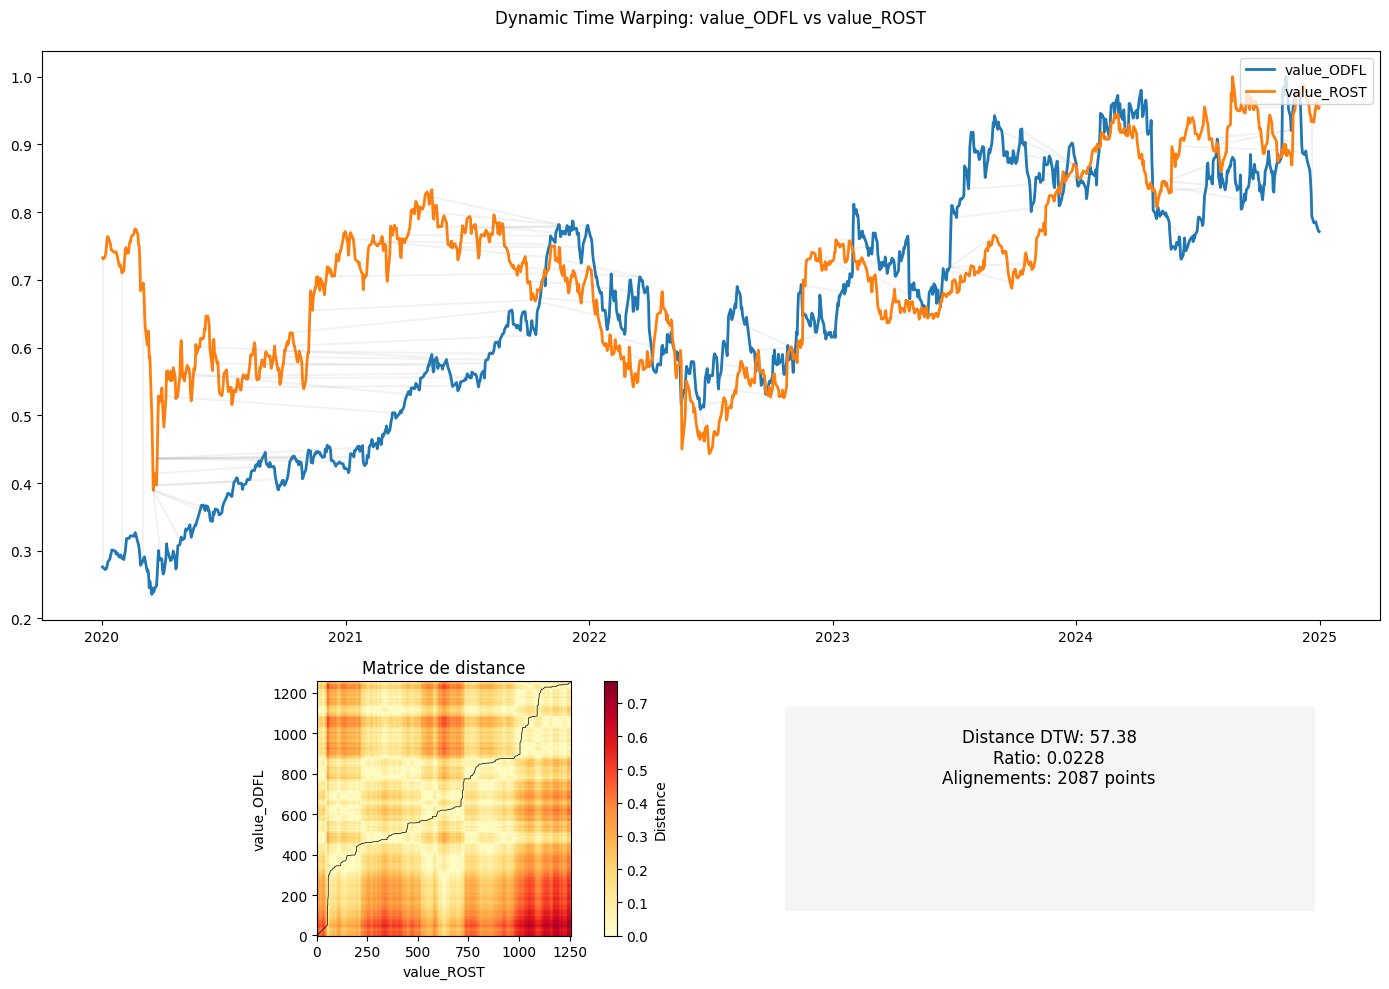 Dynamic Time Warping: value_ODFL vs value_ROST
value_ODFL
value_ROST
1.0
0.9
0.8
0.7
0.6
0.5
0.4
0.3
0.2
2020 2021 2022 2023 2024 2025
Matrice de distance
value_ODFL
1200
1000
800
600
400
200
0
0 250 500 750 1000 1250
value_ROST
0.7
0.6
0.5
0.4
0.3
0.2
0.1
0.0
Distance
Distance DTW: 57.38
Ratio: 0.0228
Alignements: 2087 points